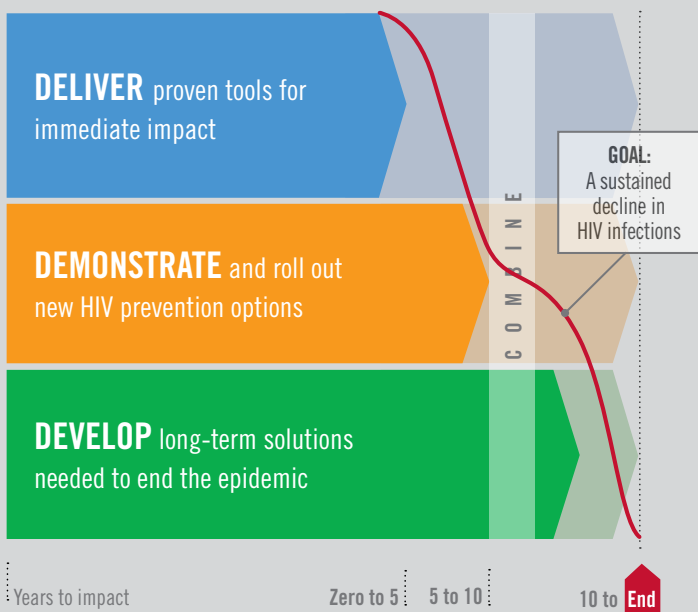 DELIVER proven tools for
immediate impact
GOAL:
A sustained
decline in
HIV infections
COMBINE
DEMONSTRATE and roll out
new HIV prevention options
DEVELOP long-term solutions
needed to end the epidemic
Years to impact Zero to 5 5 to 10 10 to End